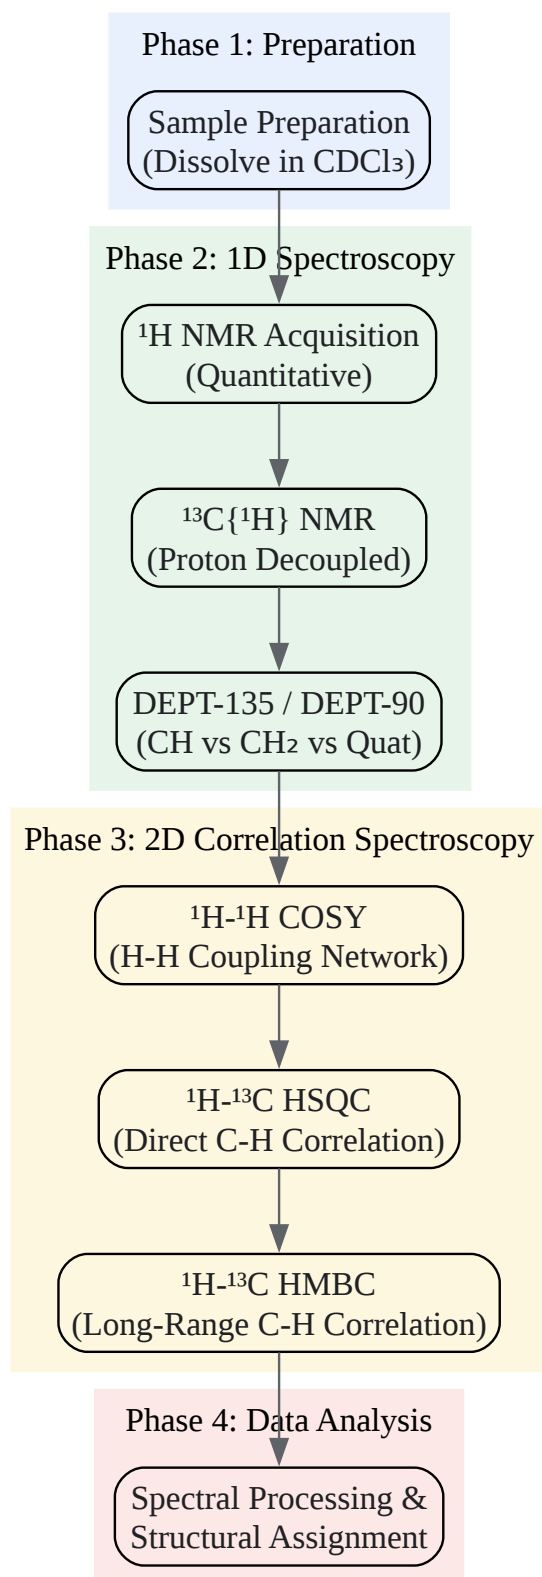 Phase 1: Preparation
Sample Preparation
(Dissolve in CDCl₃)
Phase 2: 1D Spectroscopy
¹H NMR Acquisition
(Quantitative)
¹³C{¹H} NMR
(Proton Decoupled)
DEPT-135 / DEPT-90
(CH vs CH₂ vs Quat)
Phase 3: 2D Correlation Spectroscopy
¹H-¹H COSY
(H-H Coupling Network)
¹H-¹³C HSQC
(Direct C-H Correlation)
¹H-¹³C HMBC
(Long-Range C-H Correlation)
Phase 4: Data Analysis
Spectral Processing &
Structural Assignment